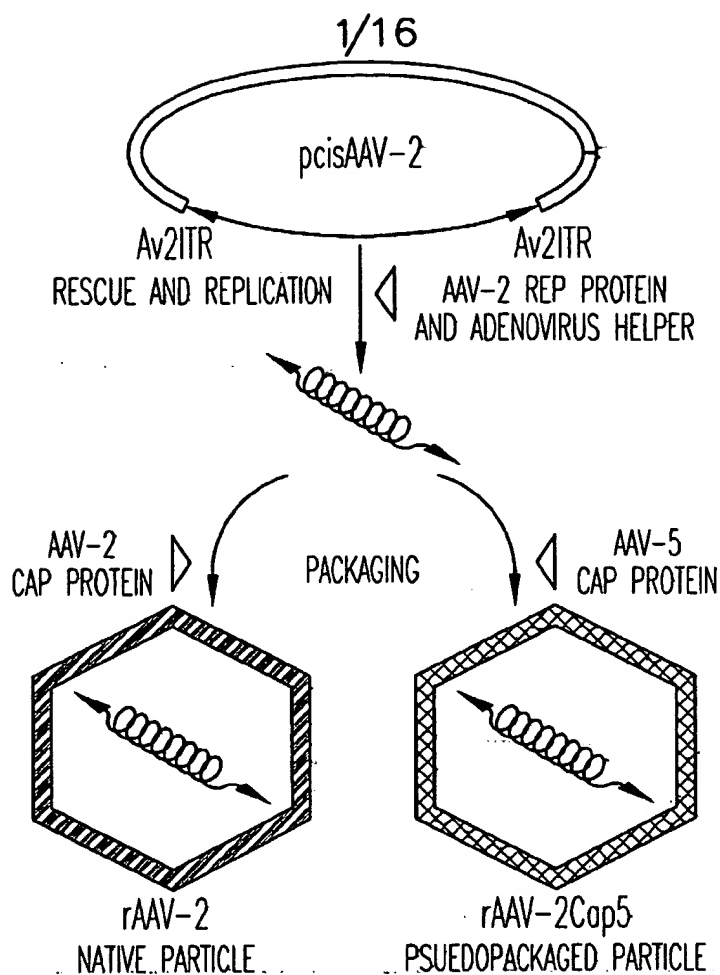 1/16
pcisAAV-2
Av2ITR Av2ITR
RESCUE AND REPLICATION
AAV-2 REP PROTEIN
AND ADENOVIRUS HELPER
AAV-2
CAP PROTEIN
PACKAGING
AAV-5
CAP PROTEIN
rAAV-2
NATIVE PARTICLE
rAAV-2Cap5
PSUEDOPACKAGED PARTICLE